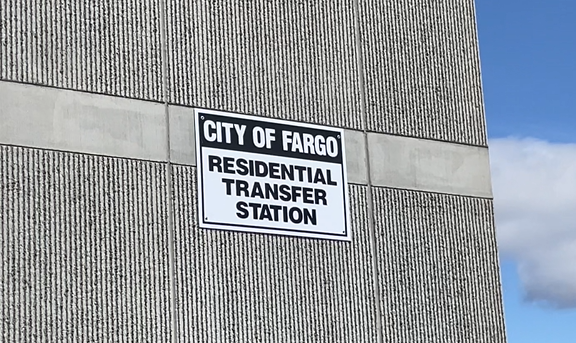 CITY OF FARGO
RESIDENTIAL
TRANSFER
STATION